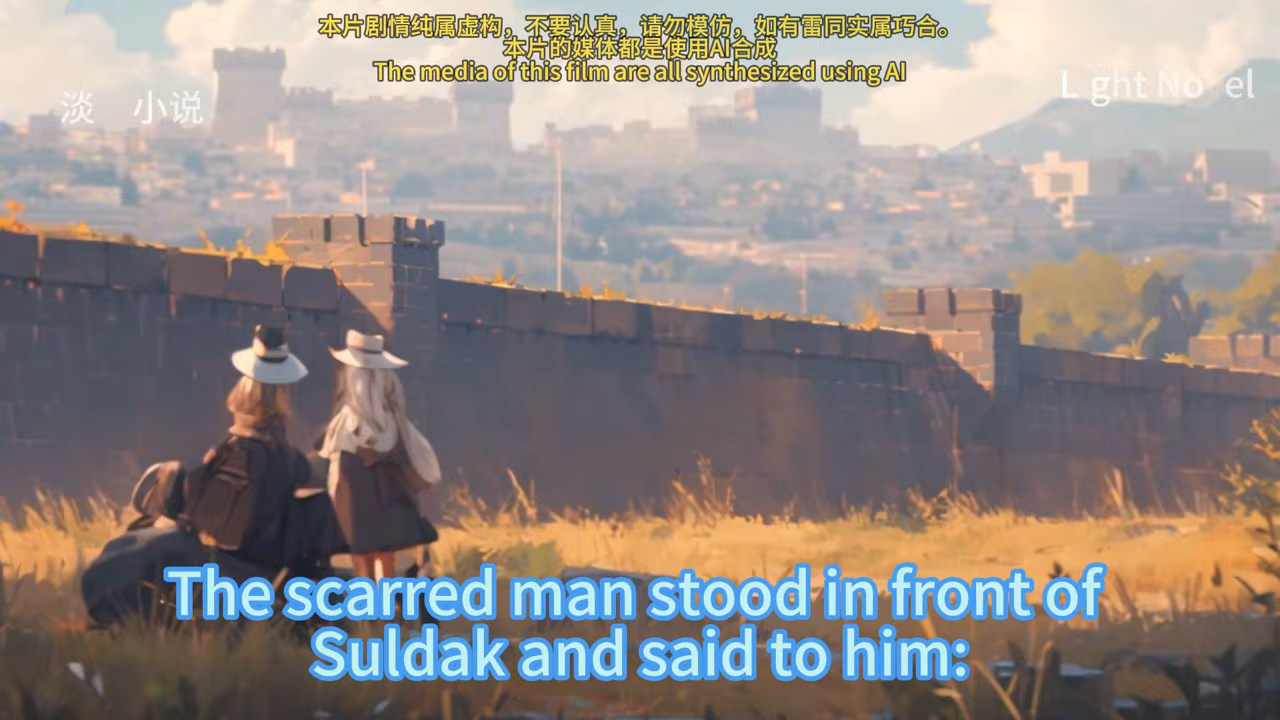 本片剧情纯属虚构，不要认真，请勿模仿，如有雷同实属巧合。
本片的媒体都是使用AI合成
The media of this film are all synthesized using AI
淡 小说
L ght No el
The scarred man stood in front of
Suldak and said to him: